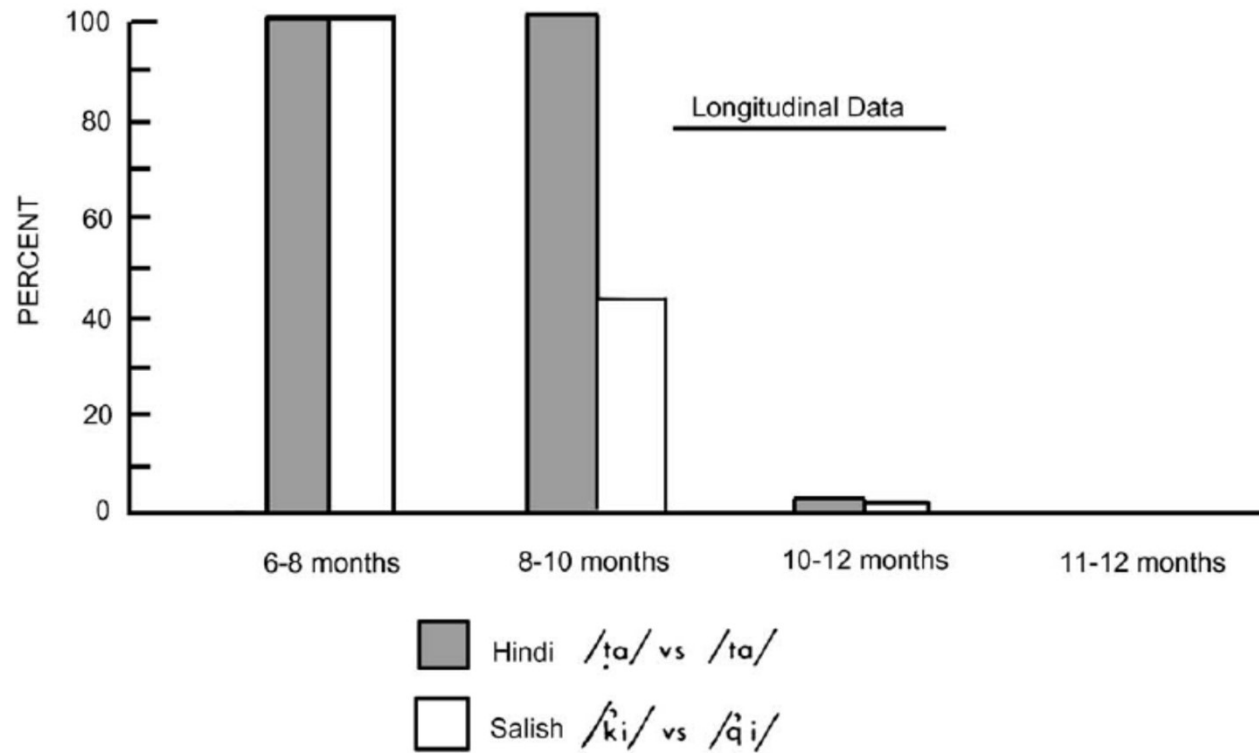 100
80
60
40
20
0
PERCENT
Longitudinal Data
6-8 months 8-10 months 10-12 months 11-12 months
Hindi /ṭa/ vs /ta/
Salish /k̓i/ vs /q̓i/